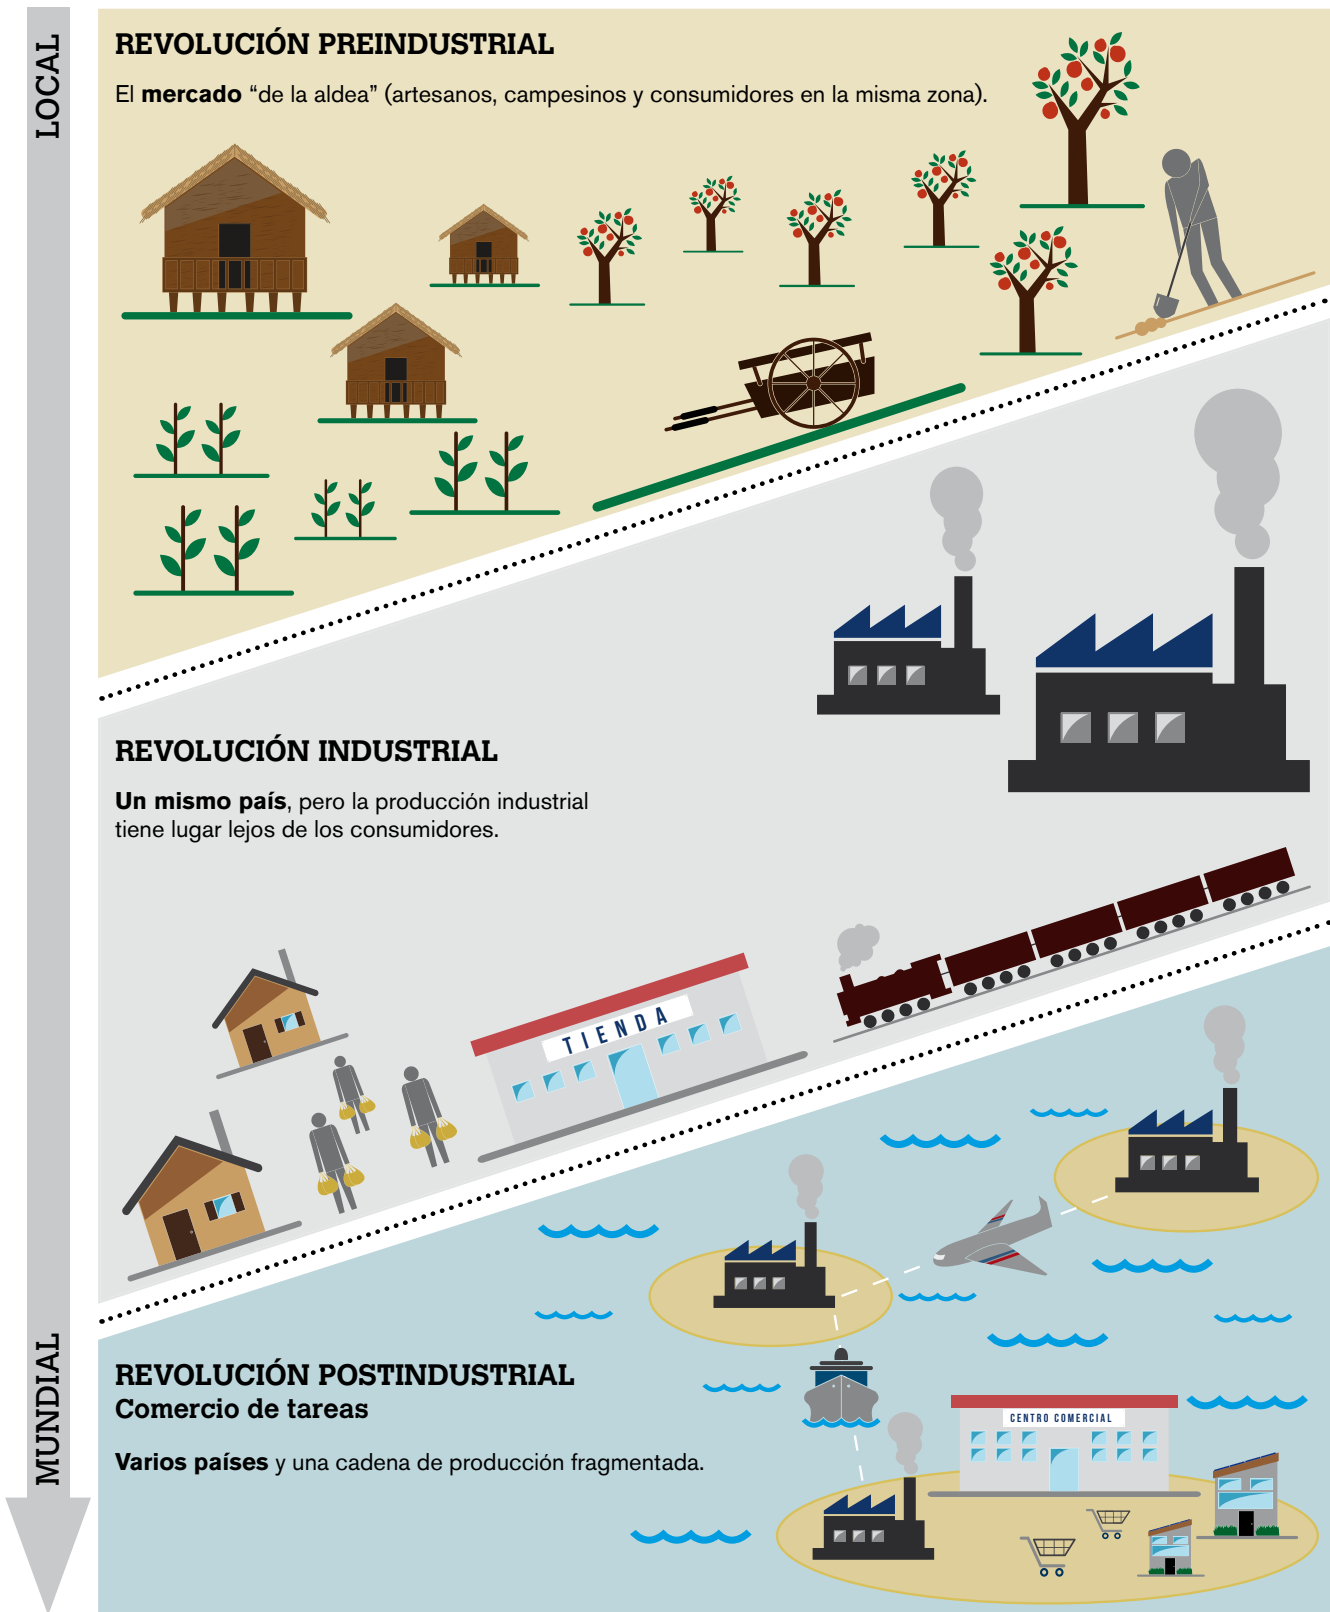 LOCAL
REVOLUCIÓN PREINDUSTRIAL
El mercado “de la aldea” (artesanos, campesinos y consumidores en la misma zona).
REVOLUCIÓN INDUSTRIAL
Un mismo país, pero la producción industrial
tiene lugar lejos de los consumidores.
TIENDA
MUNDIAL
REVOLUCIÓN POSTINDUSTRIAL
Comercio de tareas
Varios países y una cadena de producción fragmentada.
CENTRO COMERCIAL